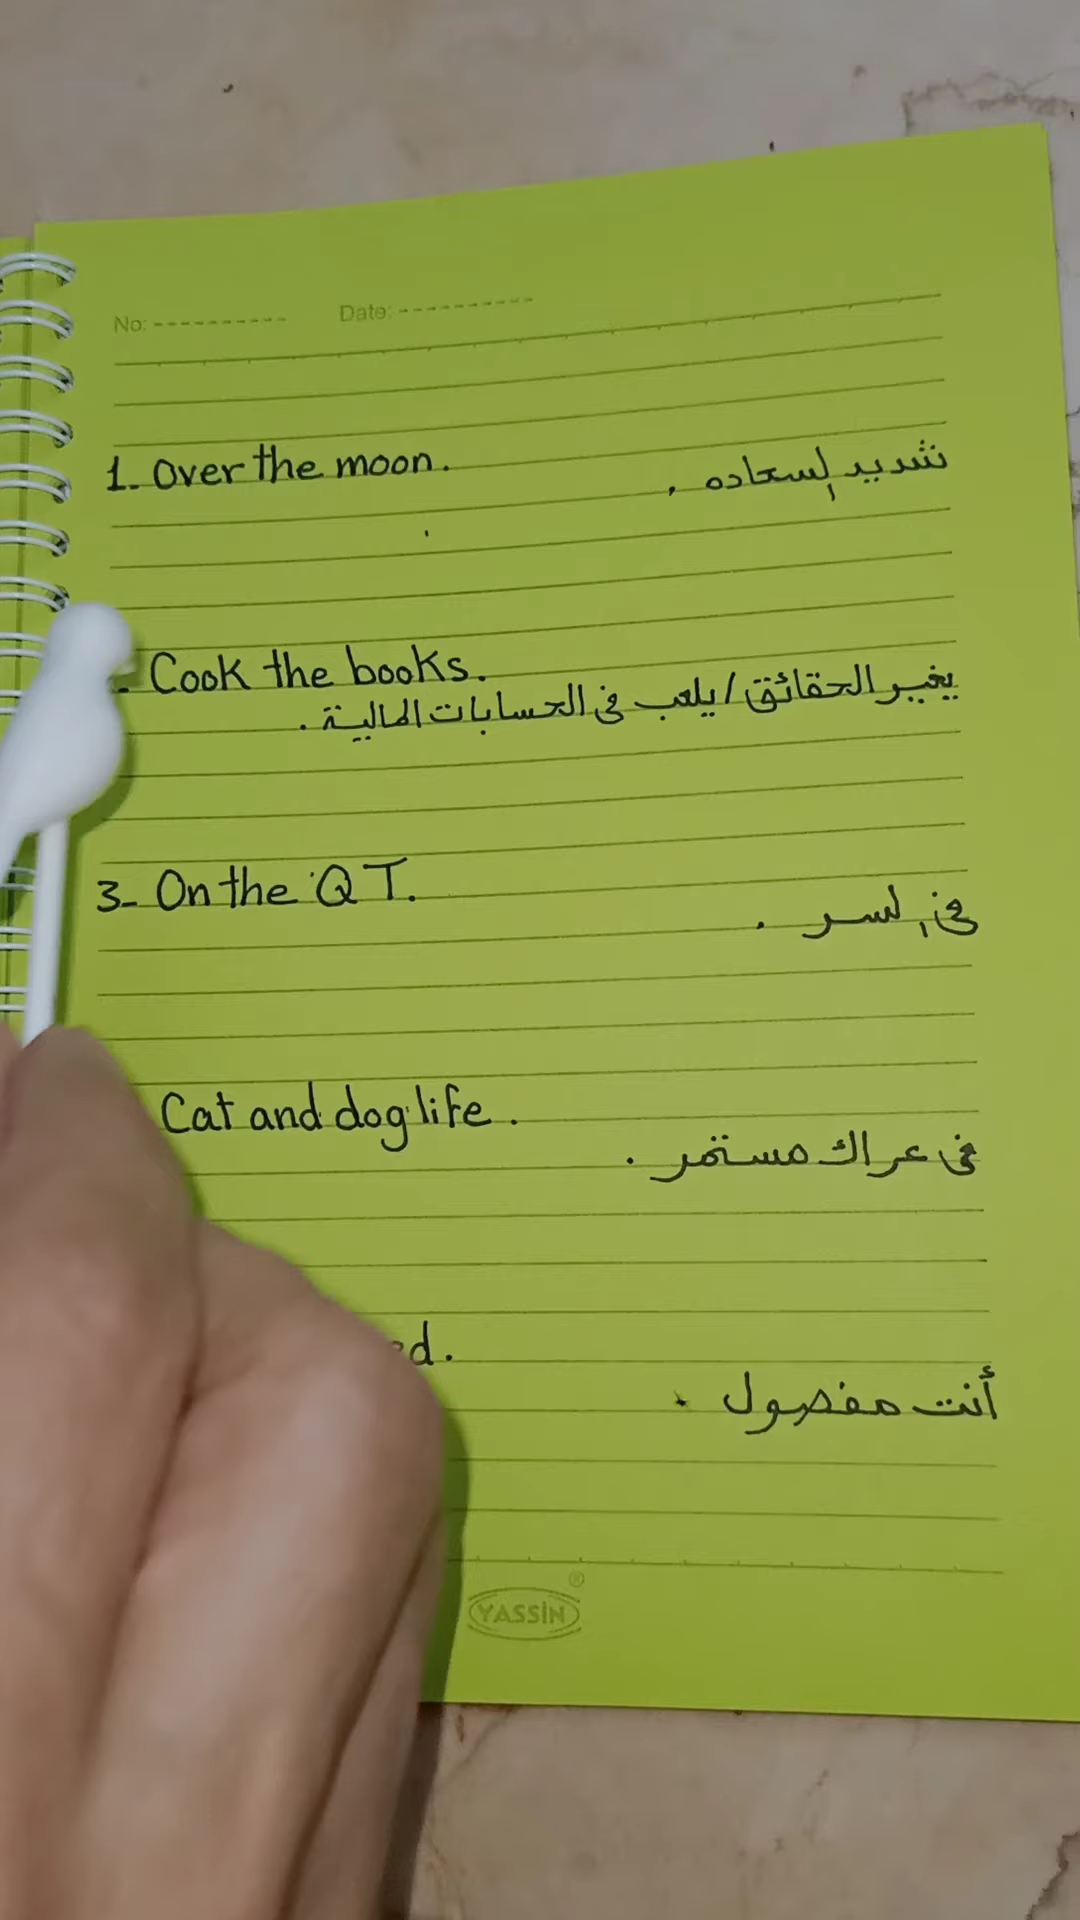 No: Date:
1. Over the moon.
شديد السعاده .
Cook the books.
يغير الحقائق / يلعب فى الحسابات المالية .
3- On the QT.
فى السر .
Cat and dog life .
فى عراك مستمر .
أنت مفصول .
YASSİN ®